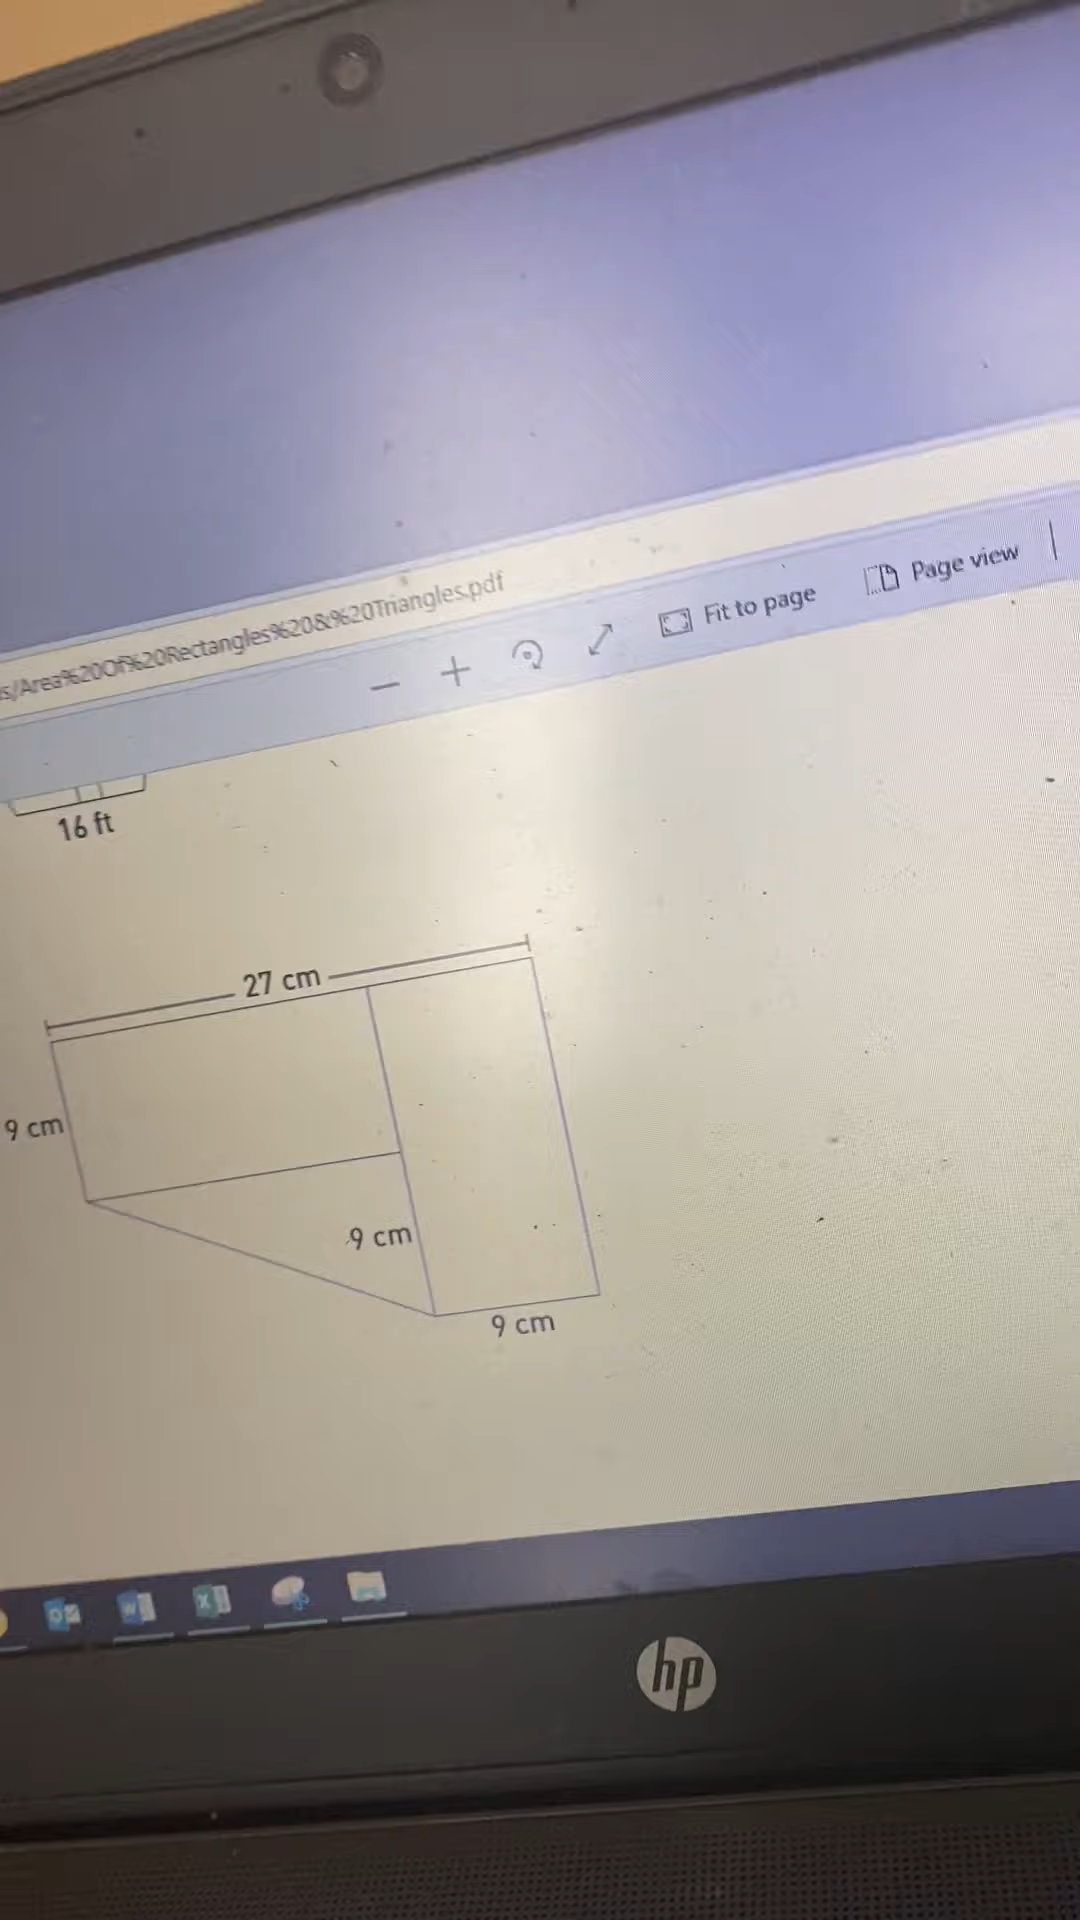 s/Area%20Of%20Rectangles%20&%20Triangles.pdf
Fit to page
Page view
16 ft
27 cm
9 cm
9 cm
9 cm
hp